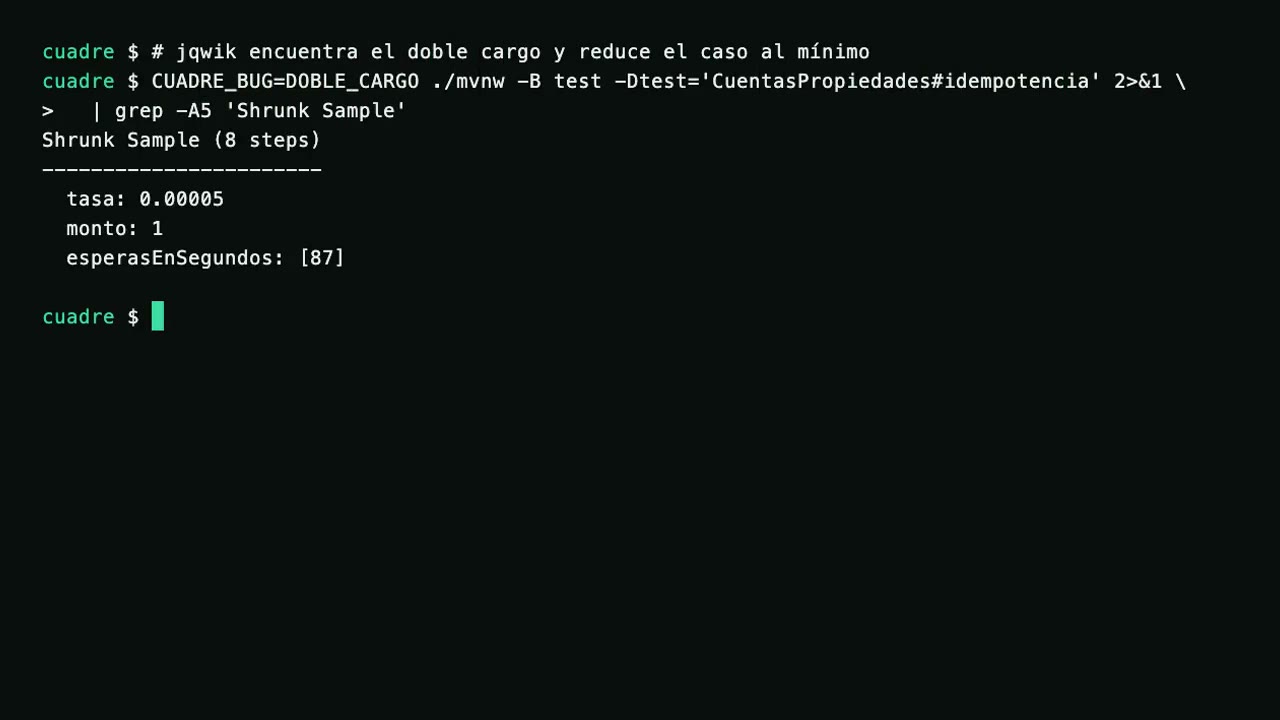 cuadre $ # jqwik encuentra el doble cargo y reduce el caso al mínimo
cuadre $ CUADRE_BUG=DOBLE_CARGO ./mvnw -B test -Dtest='CuentasPropiedades#idempotencia' 2>&1 \
>   | grep -A5 'Shrunk Sample'
Shrunk Sample (8 steps)
-----------------------
  tasa: 0.00005
  monto: 1
  esperasEnSegundos: [87]
cuadre $